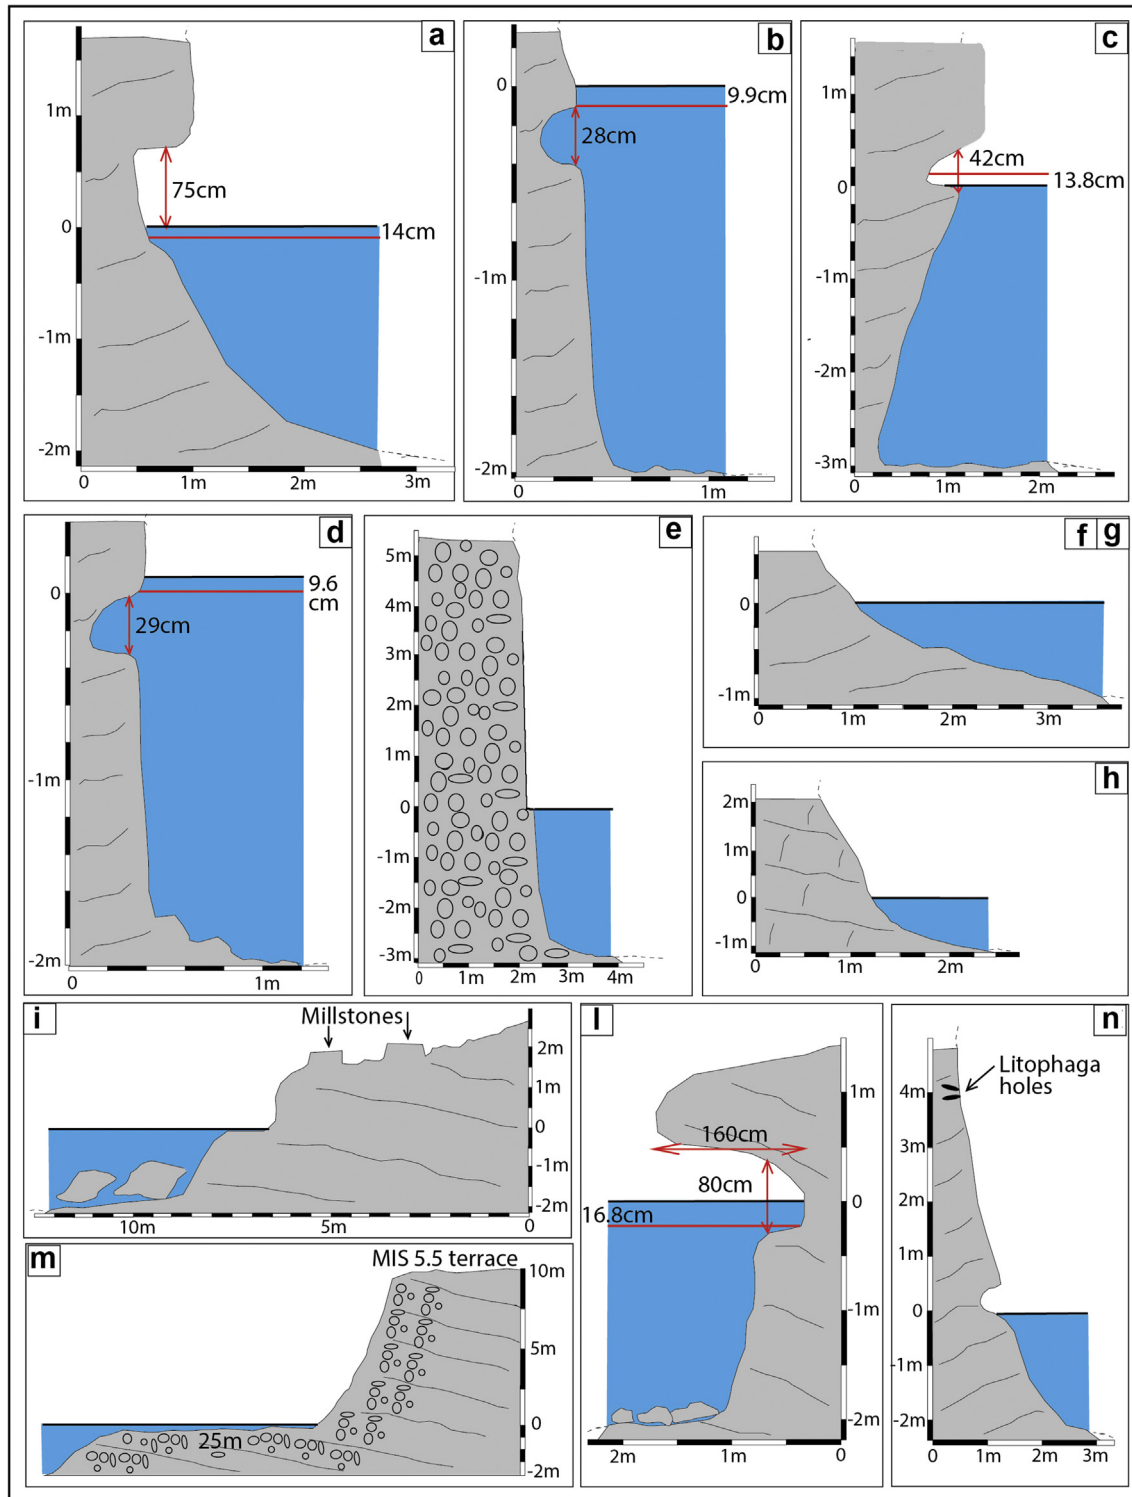 a
1m
0
-1m
-2m
75cm
14cm
0 1m 2m 3m
b
0
-1m
-2m
9.9cm
28cm
0 1m
c
1m
0
-1m
-2m
-3m
42cm
13.8cm
0 1m 2m
d
0
-1m
-2m
9.6
cm
29cm
0 1m
e
5m
4m
3m
2m
1m
0
-1m
-2m
-3m
0 1m 2m 3m 4m
f g
0
-1m
0 1m 2m 3m
h
2m
1m
0
-1m
0 1m 2m
i
Millstones
2m
1m
0
-1m
-2m
10m 5m 0
l
160cm
80cm
16.8cm
1m
0
-1m
-2m
2m 1m 0
n
Litophaga
holes
4m
3m
2m
1m
0
-1m
-2m
0 1m 2m 3m
m
MIS 5.5 terrace
10m
5m
0
-2m
25m